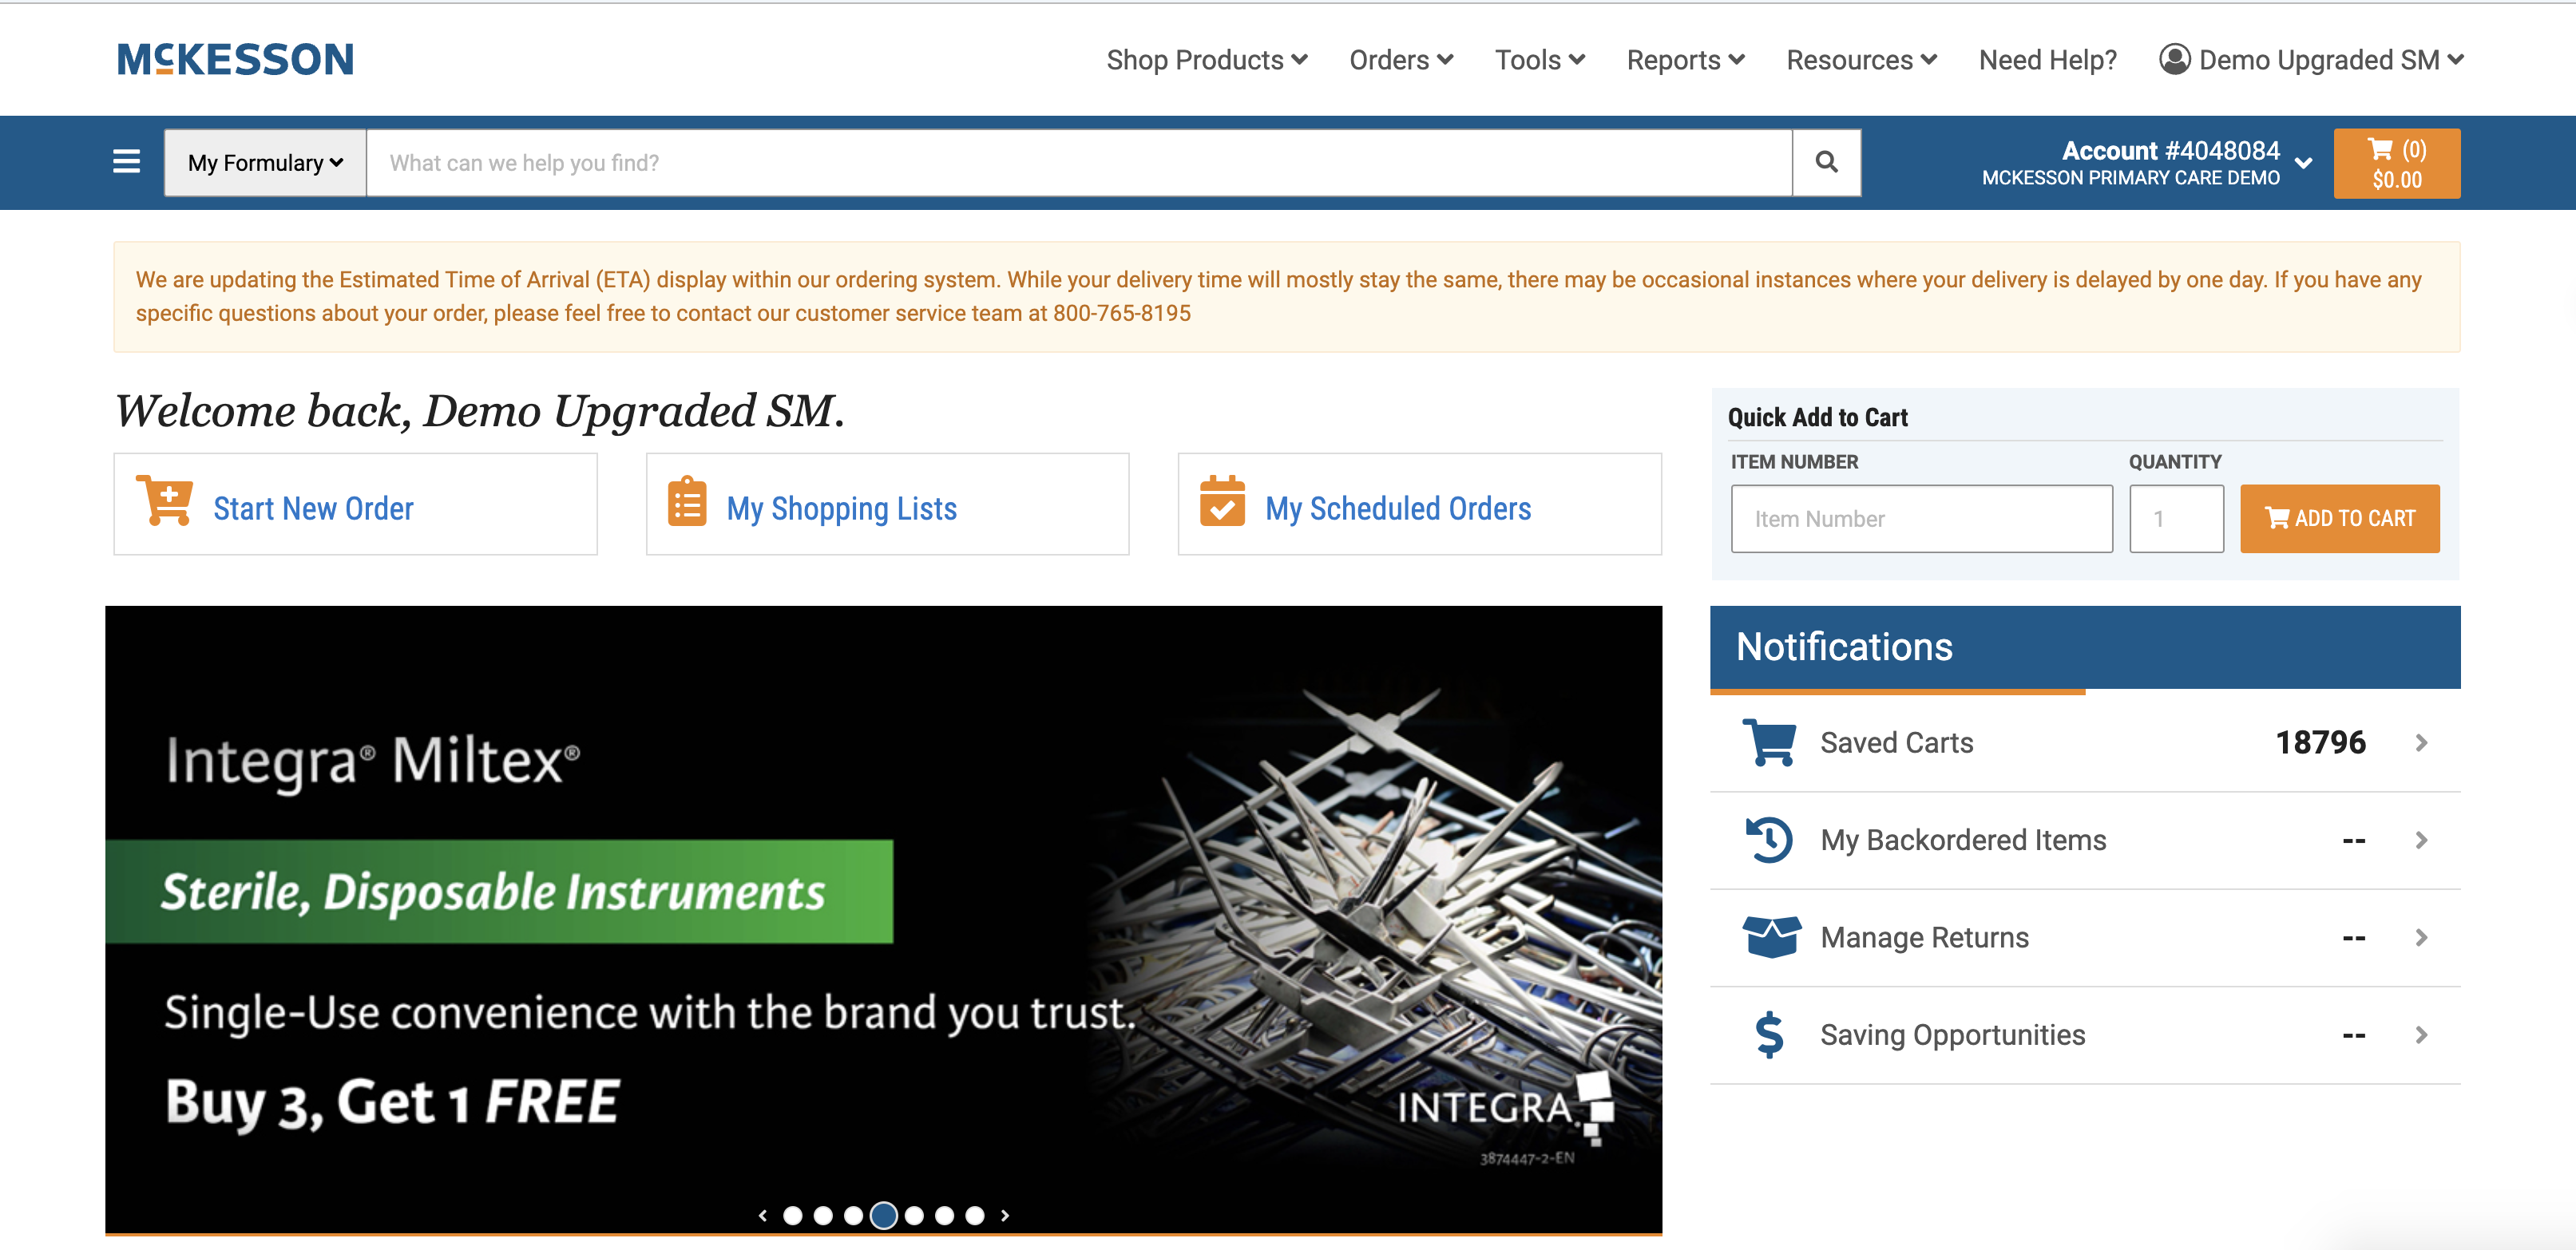 McKESSON
Shop Products
Orders
Tools
Reports
Resources
Need Help?
Demo Upgraded SM
My Formulary
What can we help you find?
Account #4048084
MCKESSON PRIMARY CARE DEMO
(0)
$0.00
We are updating the Estimated Time of Arrival (ETA) display within our ordering system. While your delivery time will mostly stay the same, there may be occasional instances where your delivery is delayed by one day. If you have any
specific questions about your order, please feel free to contact our customer service team at 800-765-8195
Welcome back, Demo Upgraded SM.
Start New Order
My Shopping Lists
My Scheduled Orders
Quick Add to Cart
ITEM NUMBER
QUANTITY
Item Number
1
ADD TO CART
Integra® Miltex®
Sterile, Disposable Instruments
Single-Use convenience with the brand you trust.
Buy 3, Get 1 FREE
INTEGRA.
3874447-2-EN
Notifications
Saved Carts
18796
My Backordered Items
--
Manage Returns
--
Saving Opportunities
--